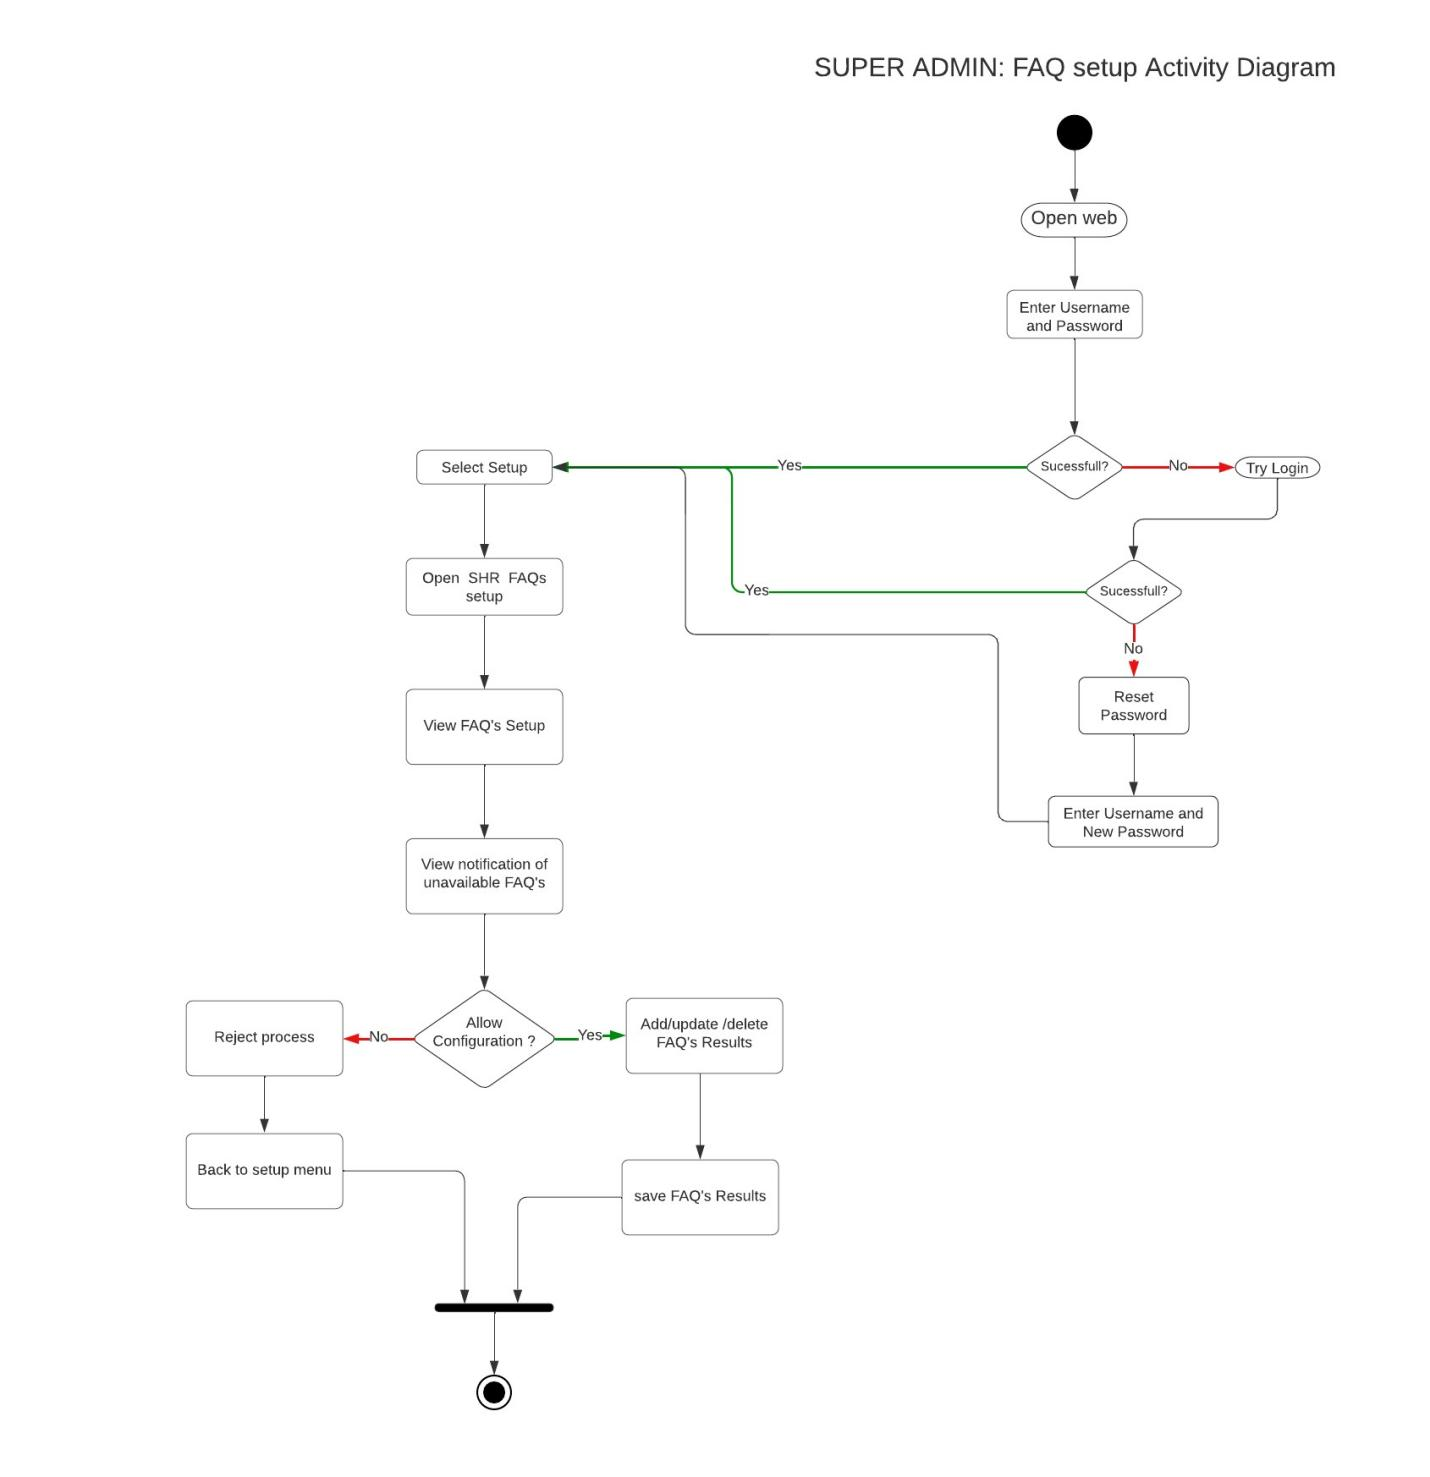 SUPER ADMIN: FAQ setup Activity Diagram
Open web
Enter Username
and Password
Sucessfull?
No
Try Login
Yes
Select Setup
Sucessfull?
Yes
No
Reset
Password
Enter Username and
New Password
Open SHR FAQs
setup
View FAQ's Setup
View notification of
unavailable FAQ's
Allow
Configuration ?
No
Reject process
Back to setup menu
Yes
Add/update /delete
FAQ's Results
save FAQ's Results